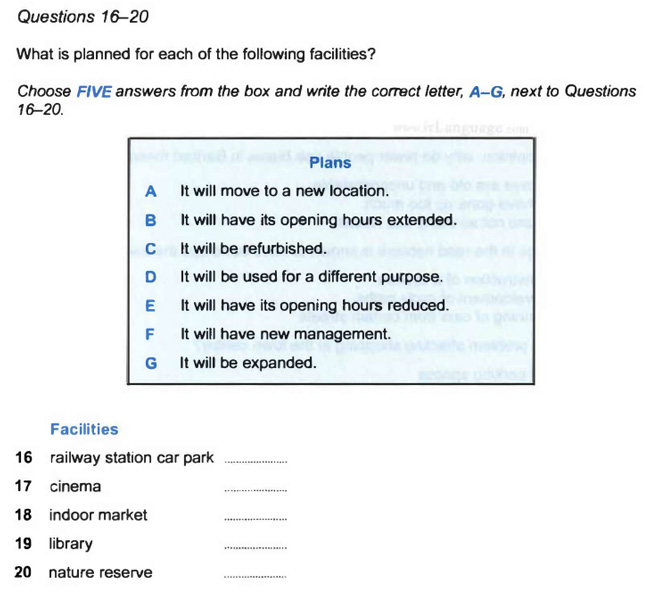 Questions 16–20
What is planned for each of the following facilities?
Choose FIVE answers from the box and write the correct letter, A–G, next to Questions
16–20.
Plans
A It will move to a new location.
B It will have its opening hours extended.
C It will be refurbished.
D It will be used for a different purpose.
E It will have its opening hours reduced.
F It will have new management.
G It will be expanded.
Facilities
16 railway station car park ......................
17 cinema ......................
18 indoor market ......................
19 library ......................
20 nature reserve ......................